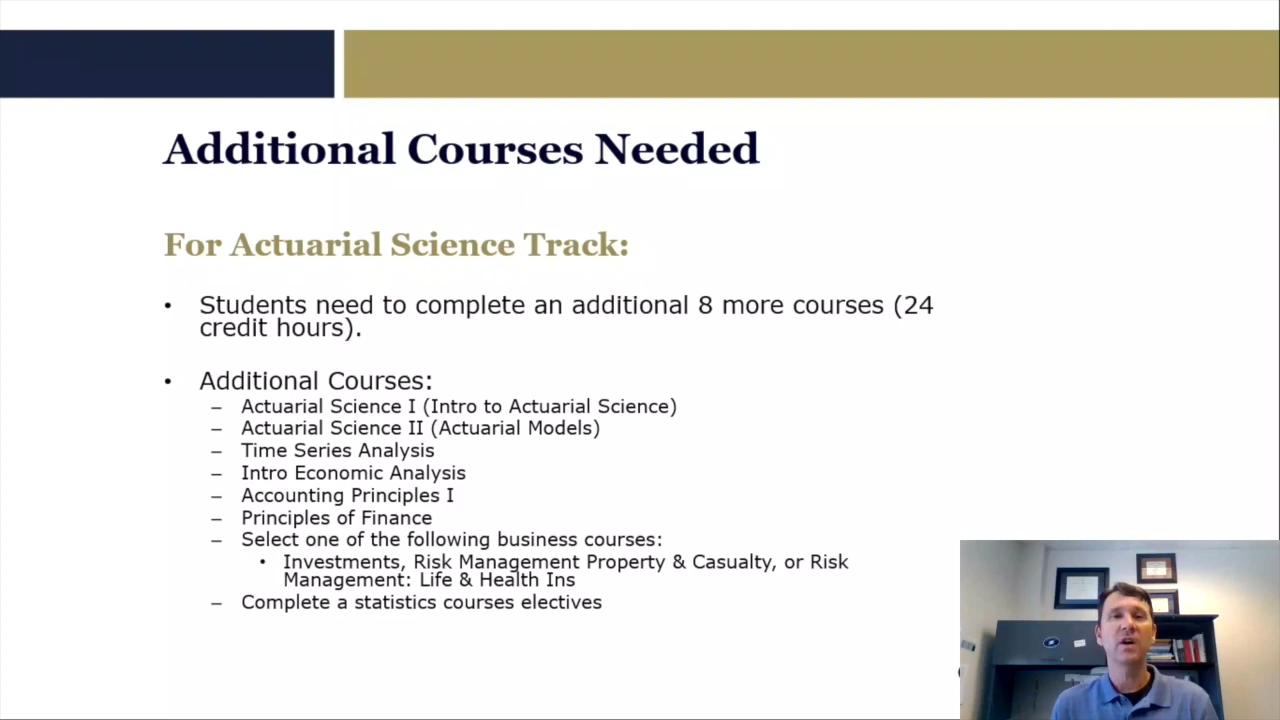 Additional Courses Needed
For Actuarial Science Track:
• Students need to complete an additional 8 more courses (24
credit hours).
• Additional Courses:
– Actuarial Science I (Intro to Actuarial Science)
– Actuarial Science II (Actuarial Models)
– Time Series Analysis
– Intro Economic Analysis
– Accounting Principles I
– Principles of Finance
– Select one of the following business courses:
• Investments, Risk Management Property & Casualty, or Risk
Management: Life & Health Ins
– Complete a statistics courses electives